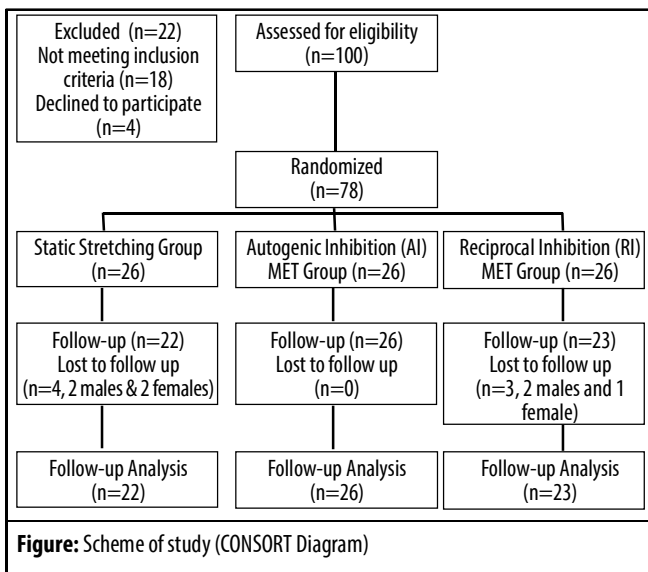 Excluded (n=22)
Not meeting inclusion
criteria (n=18)
Declined to participate
(n=4)
Assessed for eligibility
(n=100)
Randomized
(n=78)
Static Stretching Group
(n=26)
Autogenic Inhibition (AI)
MET Group (n=26)
Reciprocal Inhibition (RI)
MET Group (n=26)
Follow-up (n=22)
Lost to follow up
(n=4, 2 males & 2 females)
Follow-up (n=26)
Lost to follow up
(n=0)
Follow-up (n=23)
Lost to follow up
(n=3, 2 males and 1
female)
Follow-up Analysis
(n=22)
Follow-up Analysis
(n=26)
Follow-up Analysis
(n=23)
Figure: Scheme of study (CONSORT Diagram)